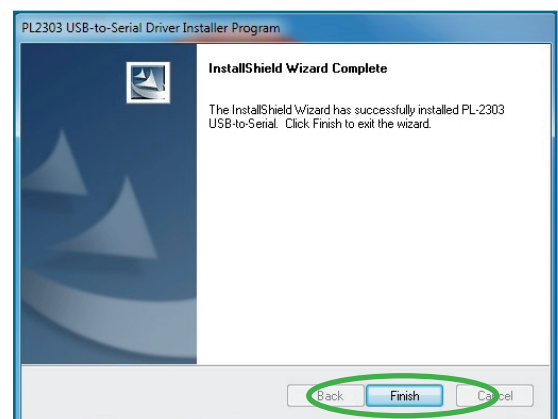 PL2303 USB-to-Serial Driver Installer Program
InstallShield Wizard Complete
The InstallShield Wizard has successfully installed PL-2303
USB-to-Serial. Click Finish to exit the wizard.
Back Finish Cancel